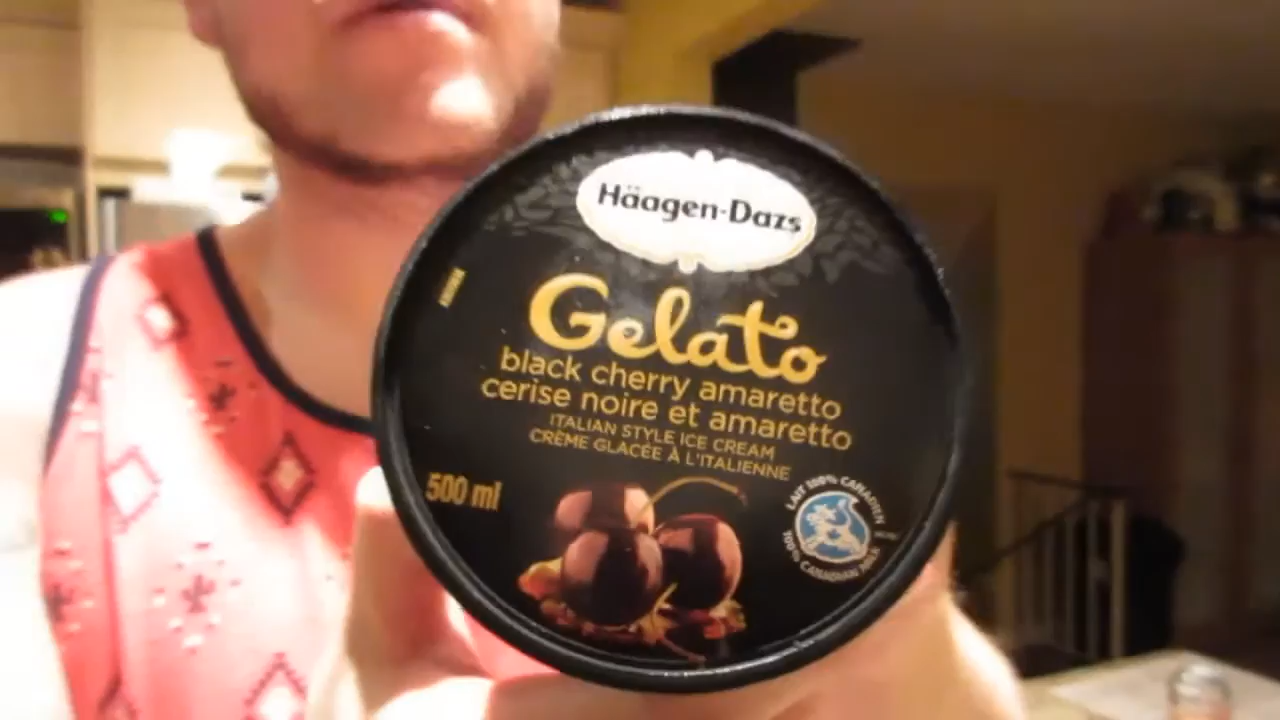 Häagen-Dazs
Gelato
black cherry amaretto
cerise noire et amaretto
ITALIAN STYLE ICE CREAM
CRÈME GLACÉE À L'ITALIENNE
500 ml
LAIT 100% CANADIEN
100% CANADIAN MILK